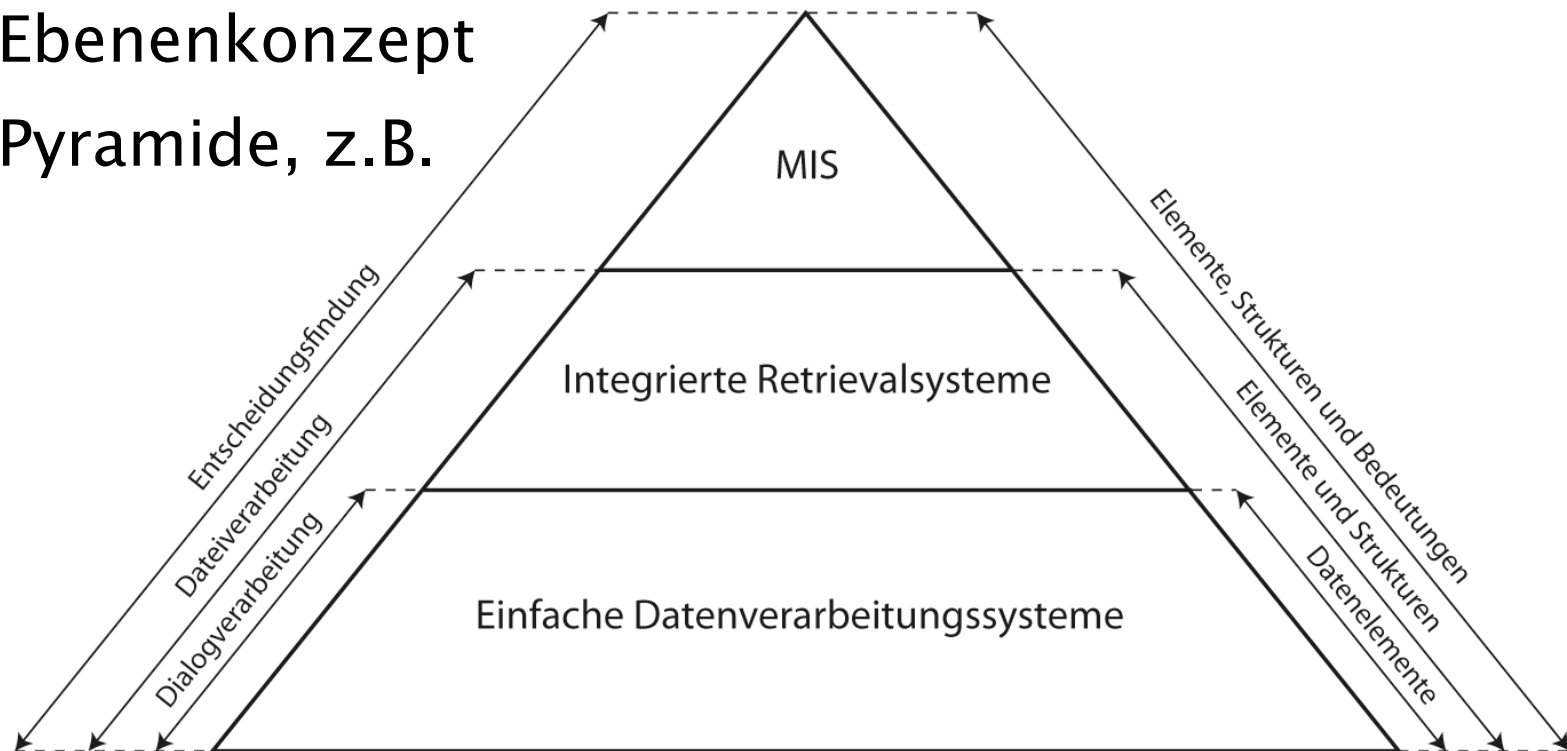 Ebenenkonzept
Pyramide, z.B.
MIS
Integrierte Retrievalsysteme
Einfache Datenverarbeitungssysteme
Entscheidungsfindung
Dateiverarbeitung
Dialogverarbeitung
Elemente, Strukturen und Bedeutungen
Elemente und Strukturen
Datenelemente